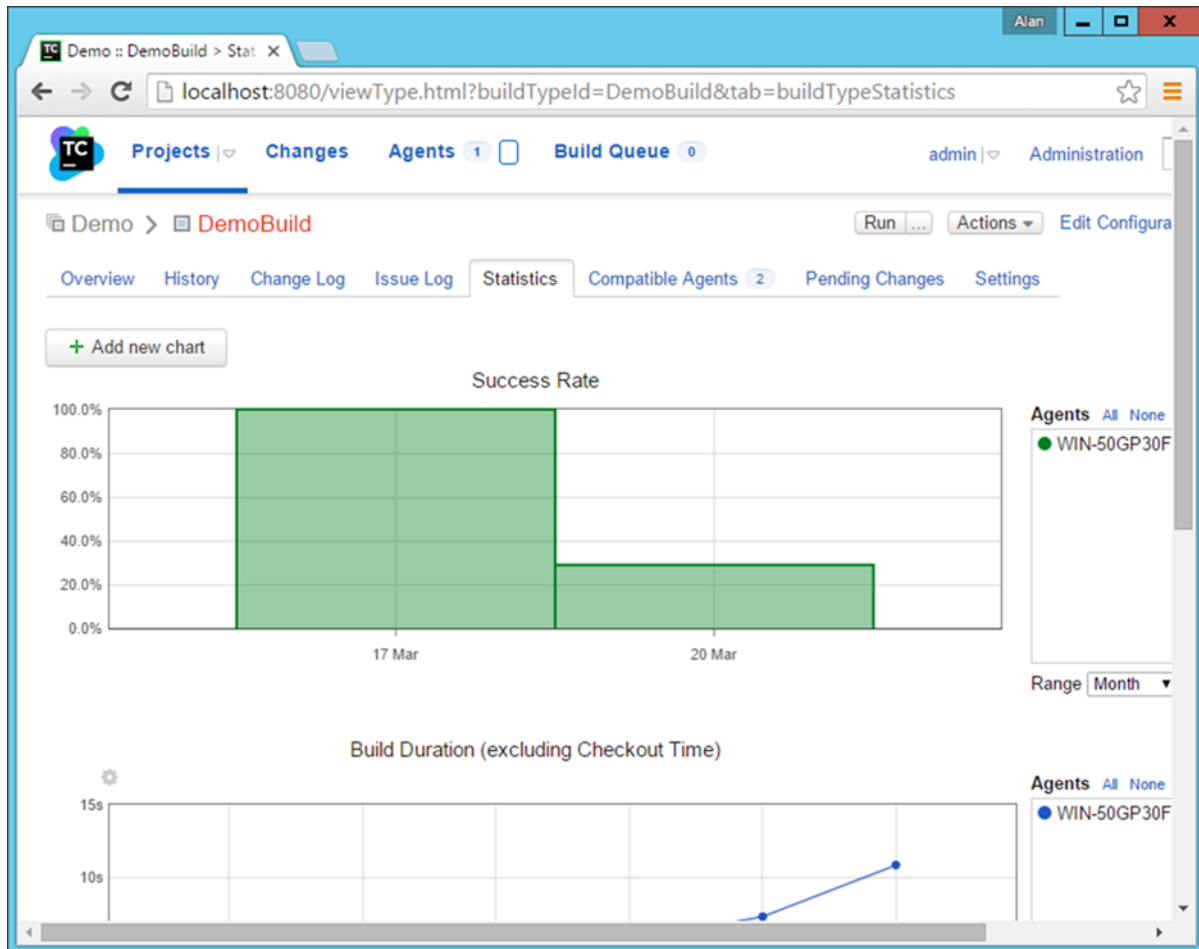 Alan
Demo :: DemoBuild > Stat
localhost:8080/viewType.html?buildTypeId=DemoBuild&tab=buildTypeStatistics
TC Projects Changes Agents 1 Build Queue 0 admin Administration
Demo > DemoBuild Run ... Actions Edit Configura
Overview History Change Log Issue Log Statistics Compatible Agents 2 Pending Changes Settings
+ Add new chart
Success Rate
100.0%
80.0%
60.0%
40.0%
20.0%
0.0%
17 Mar 20 Mar
Agents All None
WIN-50GP30F
Range Month
Build Duration (excluding Checkout Time)
15s
10s
Agents All None
WIN-50GP30F